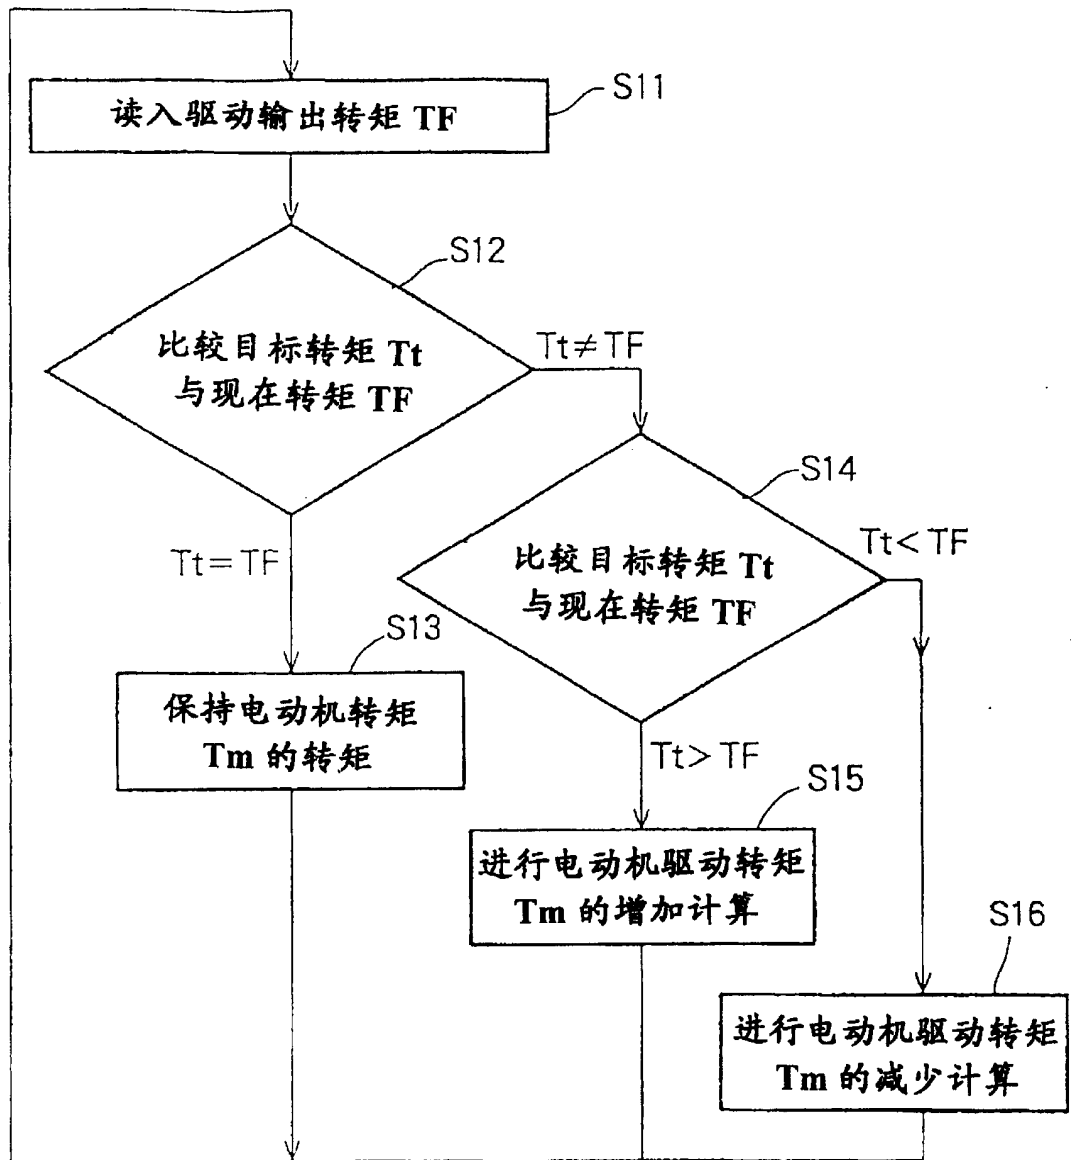 S11
读入驱动输出转矩 TF
S12
比较目标转矩 Tt
与现在转矩 TF
Tt≠TF
S14
Tt<TF
比较目标转矩 Tt
与现在转矩 TF
Tt=TF
S13
保持电动机转矩
Tm 的转矩
Tt>TF
S15
进行电动机驱动转矩
Tm 的增加计算
S16
进行电动机驱动转矩
Tm 的减少计算